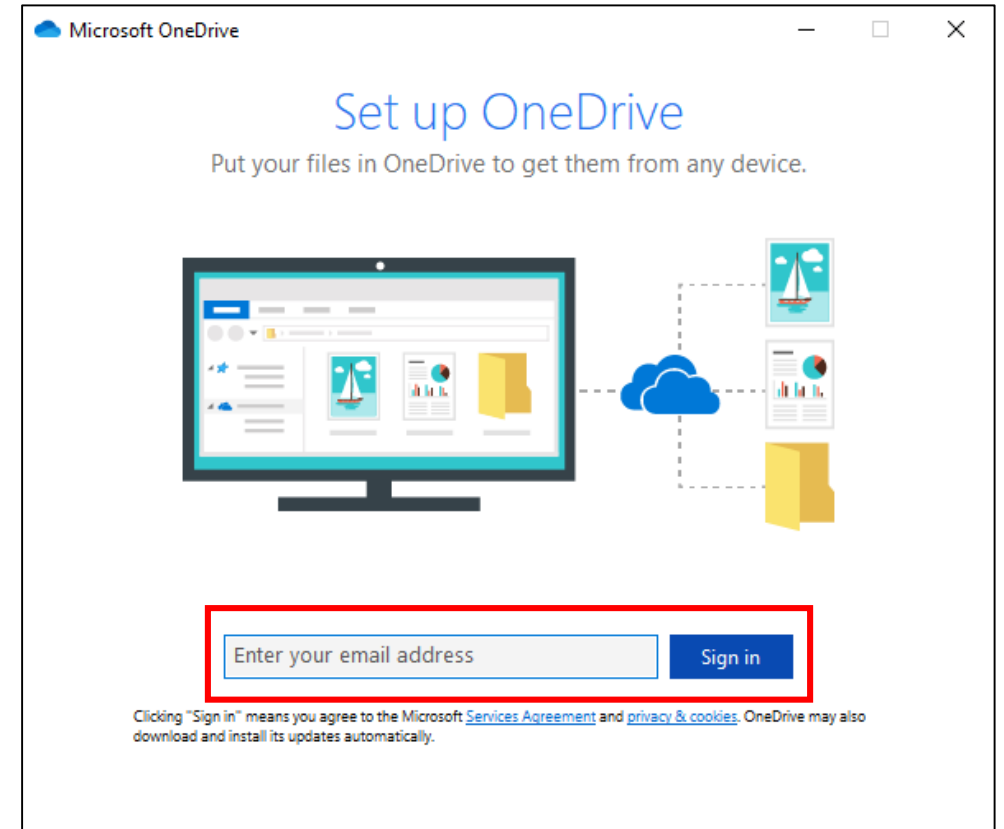 Microsoft OneDrive
Set up OneDrive
Put your files in OneDrive to get them from any device.
Enter your email address
Sign in
Clicking "Sign in" means you agree to the Microsoft Services Agreement and privacy & cookies. OneDrive may also
download and install its updates automatically.